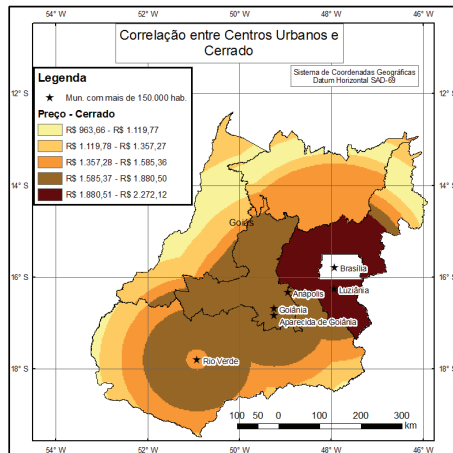 54° W
52° W
50° W
48° W
46° W
Correlação entre Centros Urbanos e
Cerrado
Sistema de Coordenadas Geográficas
Datum Horizontal SAD-69
Legenda
Mun. com mais de 150.000 hab.
Preço - Cerrado
R$ 963,66 - R$ 1.119,77
R$ 1.119,78 - R$ 1.357,27
R$ 1.357,28 - R$ 1.585,36
R$ 1.585,37 - R$ 1.880,50
R$ 1.880,51 - R$ 2.272,12
12° S
12° S
14° S
14° S
Goiás
Brasília
16° S
16° S
Anápolis
Luziânia
Goiânia
Aparecida de Goiânia
Rio Verde
18° S
18° S
100 50 0 100 200 300
km
54° W
52° W
50° W
48° W
46° W